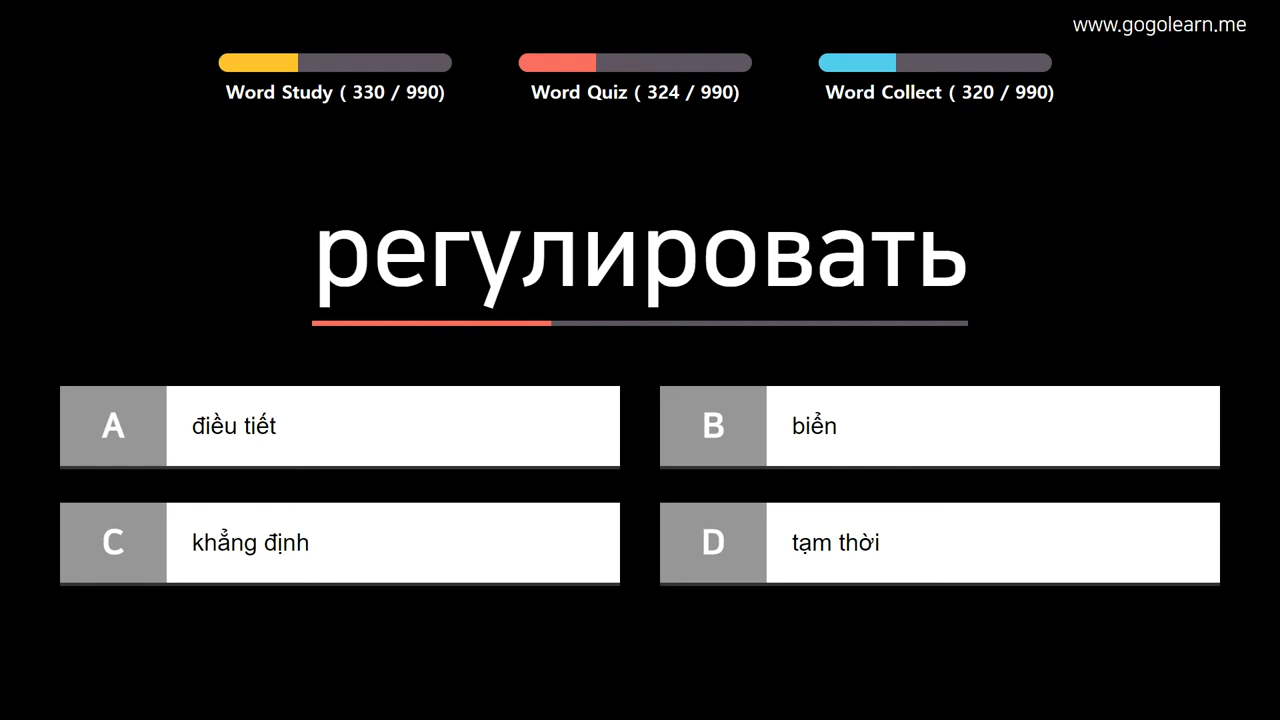 www.gogolearn.me
Word Study ( 330 / 990)
Word Quiz ( 324 / 990)
Word Collect ( 320 / 990)
регулировать
A điều tiết
B biển
C khẳng định
D tạm thời